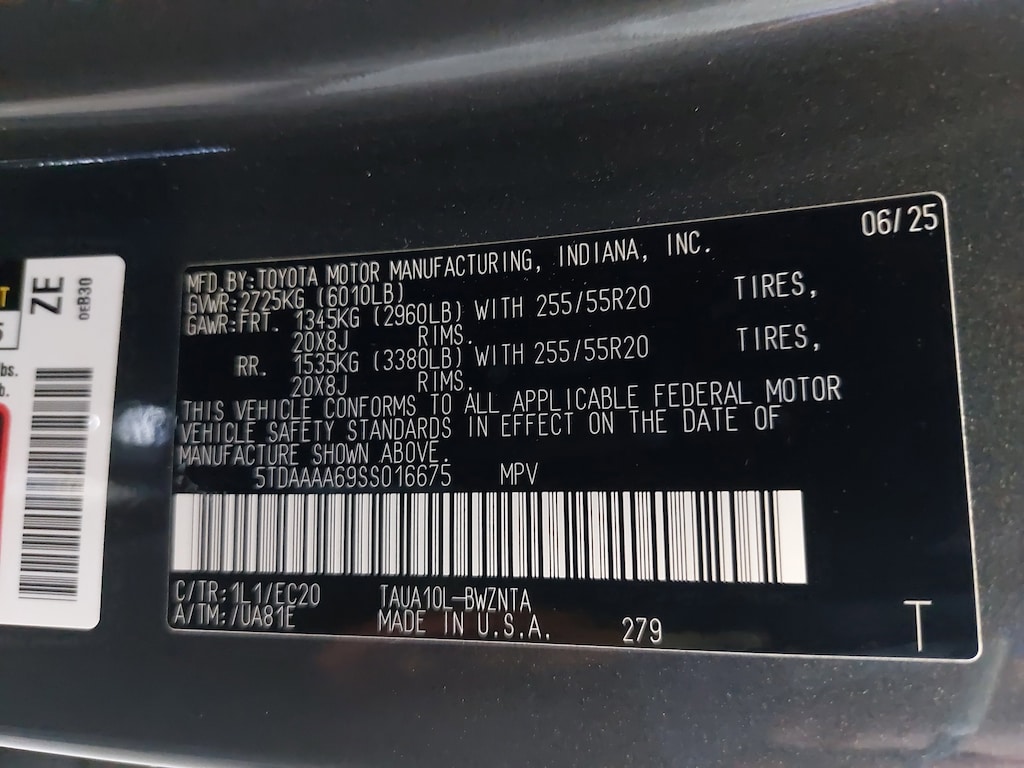 T
5
bs.
b.
ZE
0EB30
06/25
MFD.BY:TOYOTA MOTOR MANUFACTURING, INDIANA, INC.
GVWR:2725KG (6010LB)
GAWR:FRT. 1345KG (2960LB) WITH 255/55R20 TIRES,
20X8J RIMS.
RR. 1535KG (3380LB) WITH 255/55R20 TIRES,
20X8J RIMS.
THIS VEHICLE CONFORMS TO ALL APPLICABLE FEDERAL MOTOR
VEHICLE SAFETY STANDARDS IN EFFECT ON THE DATE OF
MANUFACTURE SHOWN ABOVE.
5TDAAAA69SS016675 MPV
C/TR:1L1/EC20 TAUA10L-BWZNTA
A/TM:/UA81E MADE IN U.S.A. 279 T